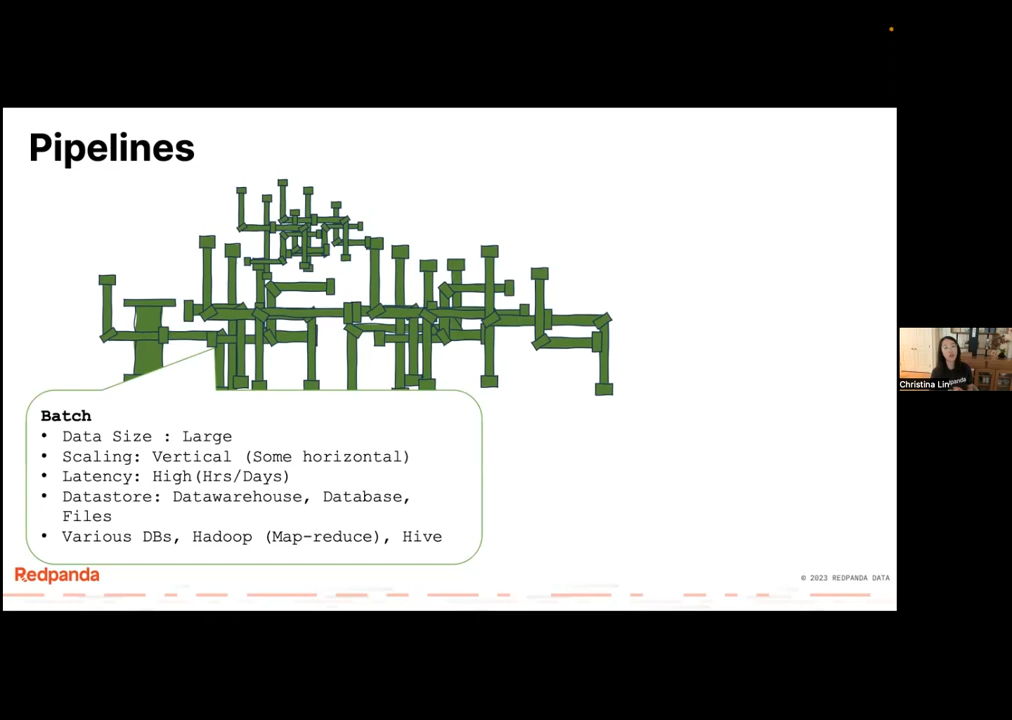 Pipelines
Batch
• Data Size : Large
• Scaling: Vertical (Some horizontal)
• Latency: High(Hrs/Days)
• Datastore: Datawarehouse, Database,
Files
• Various DBs, Hadoop (Map-reduce), Hive
Redpanda
© 2023 REDPANDA DATA
Christina Lin
panda